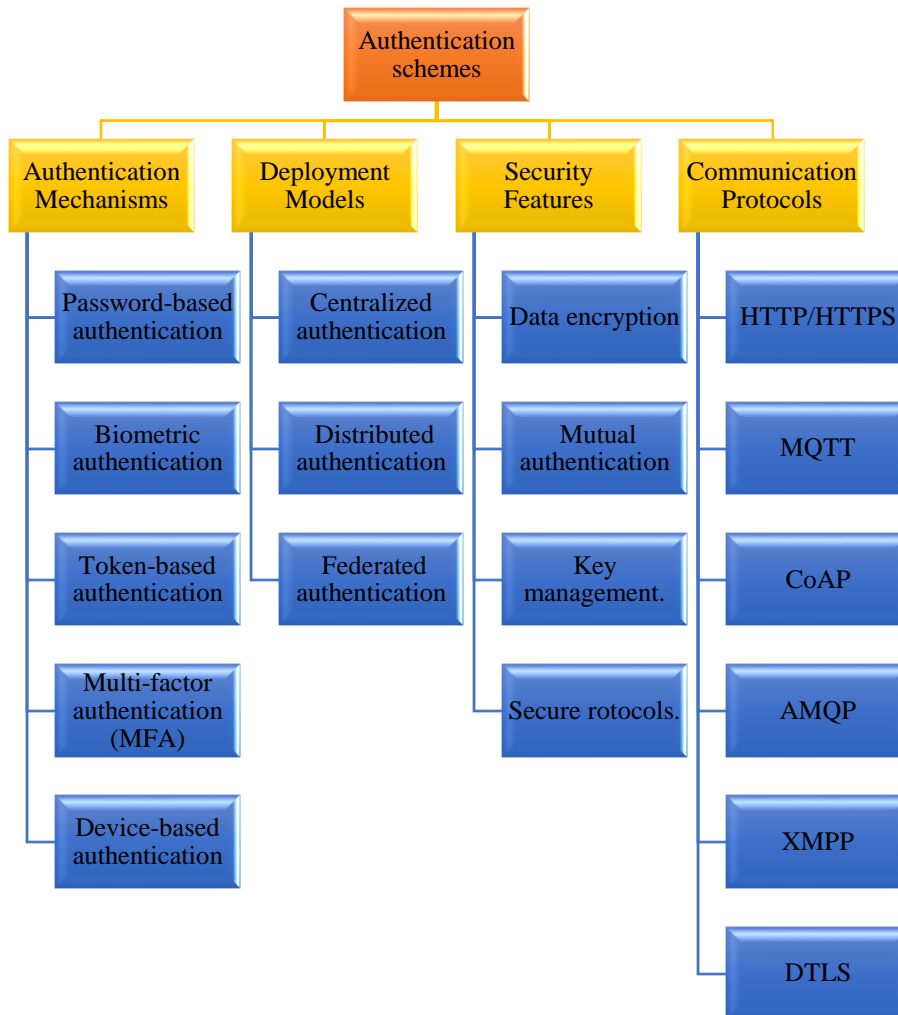 Authentication
schemes
Authentication
Mechanisms
Password-based
authentication
Biometric
authentication
Token-based
authentication
Multi-factor
authentication
(MFA)
Device-based
authentication
Deployment
Models
Centralized
authentication
Distributed
authentication
Federated
authentication
Security
Features
Data encryption
Mutual
authentication
Key
management.
Secure rotocols.
Communication
Protocols
HTTP/HTTPS
MQTT
CoAP
AMQP
XMPP
DTLS